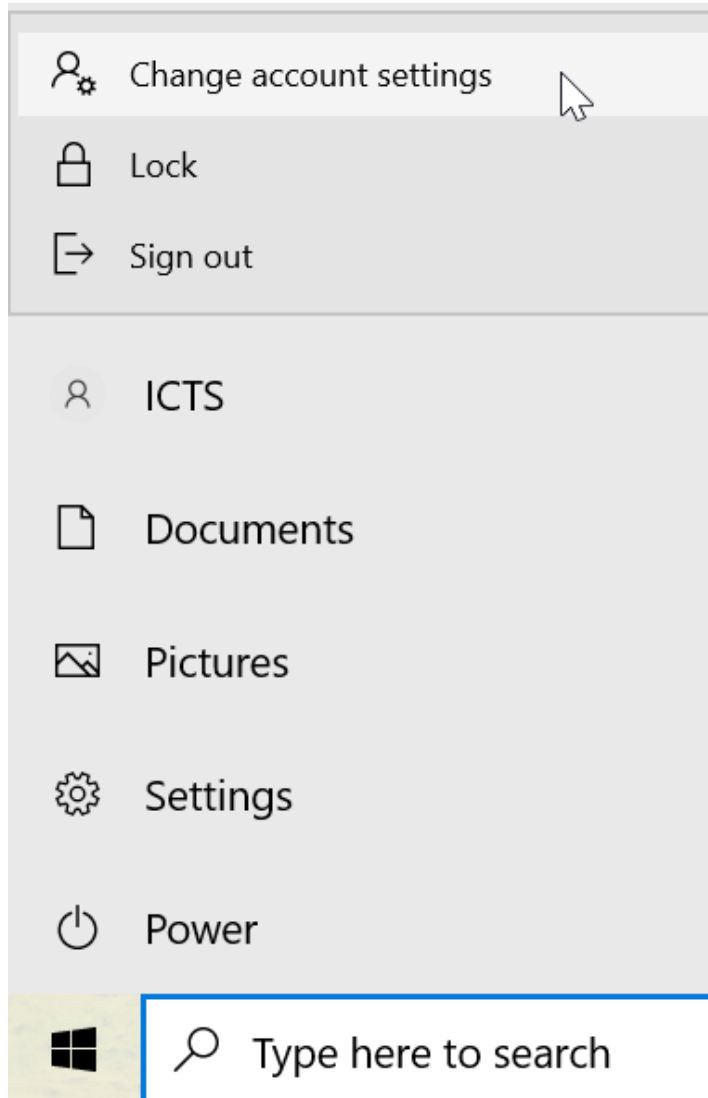 Change account settings
Lock
Sign out
ICTS
Documents
Pictures
Settings
Power
Type here to search